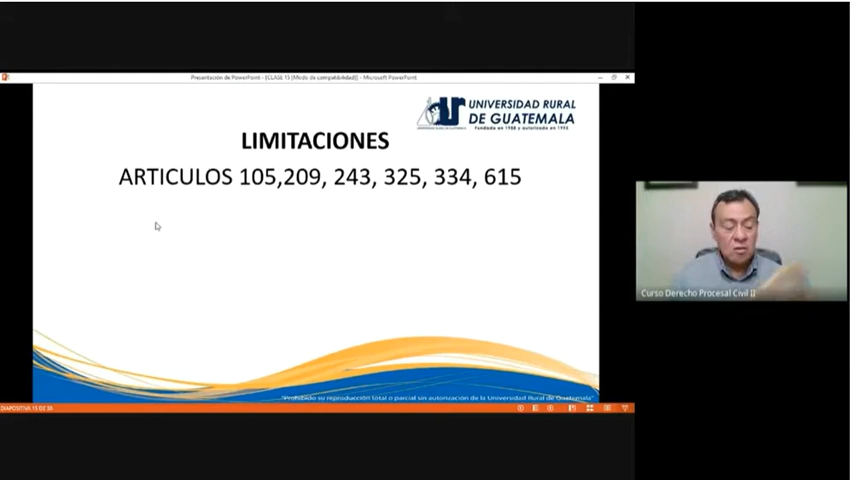 Presentación de PowerPoint - [CLASE 15 [Modo de compatibilidad]] - Microsoft PowerPoint
UNIVERSIDAD RURAL
DE GUATEMALA
Fundada en 1988 y autorizada en 1995
LIMITACIONES
ARTICULOS 105,209, 243, 325, 334, 615
Curso Derecho Procesal Civil II
"Prohibido su reproducción total o parcial sin autorización de la Universidad Rural de Guatemala"
DIAPOSITIVA 15 DE